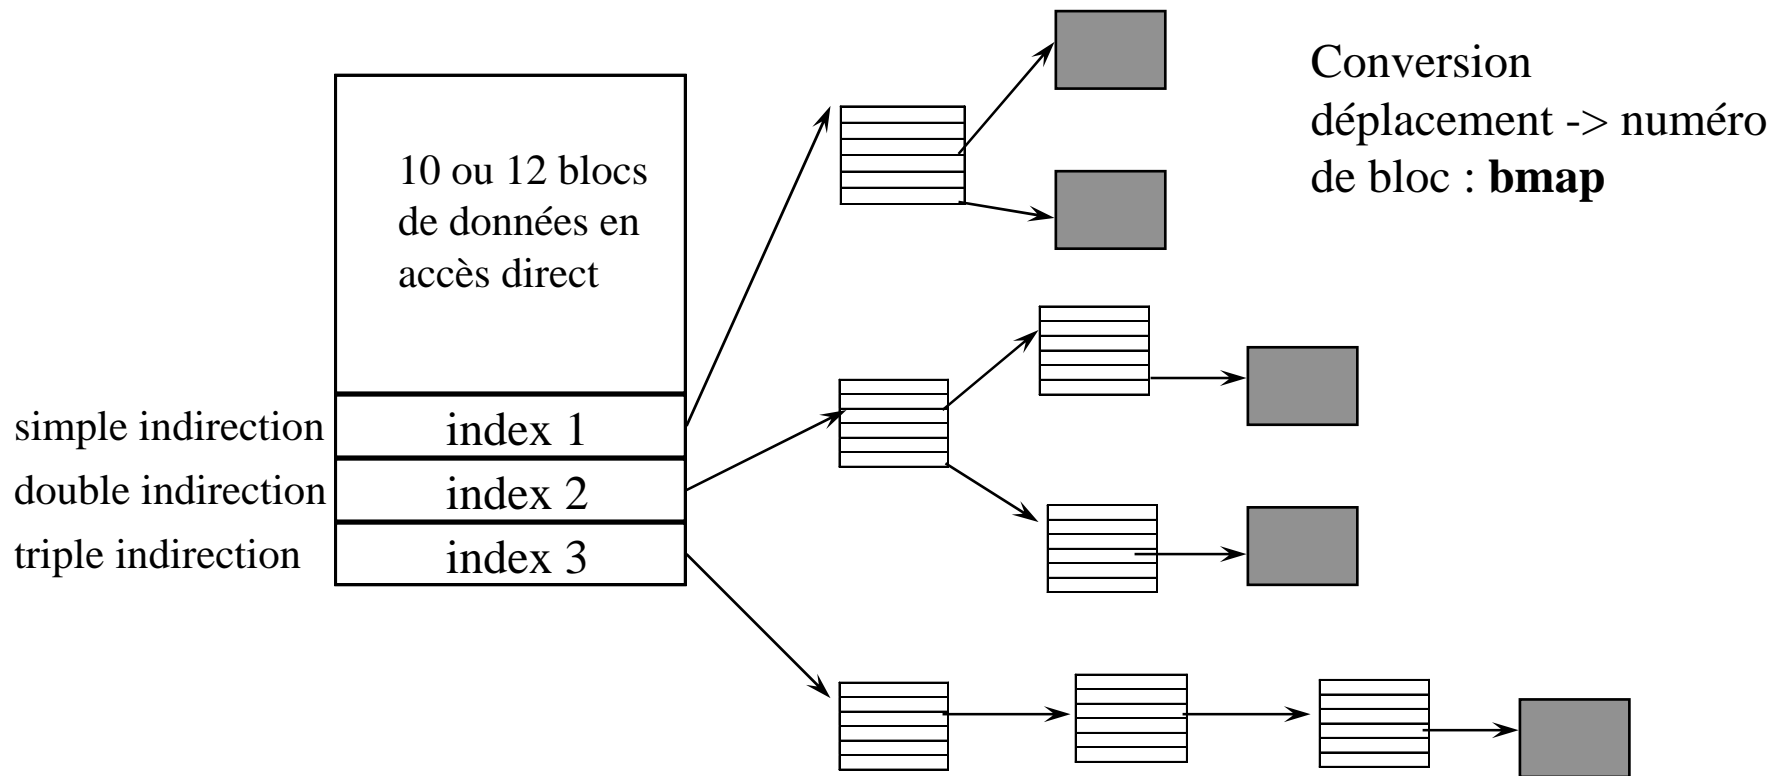 Conversion
déplacement -> numéro
de bloc : bmap
10 ou 12 blocs
de données en
accès direct
simple indirection
index 1
double indirection
index 2
triple indirection
index 3